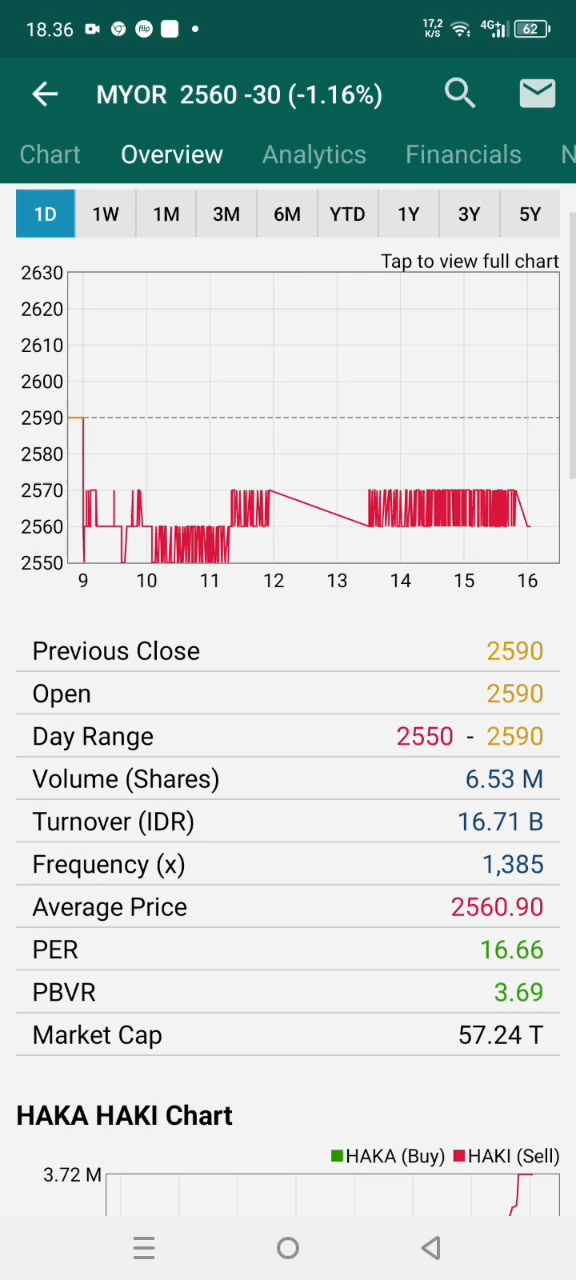 18.36 flip 17,2 K/S 4G+ 62
MYOR 2560 -30 (-1.16%)
Chart Overview Analytics Financials N
1D 1W 1M 3M 6M YTD 1Y 3Y 5Y
Tap to view full chart
2630
2620
2610
2600
2590
2580
2570
2560
2550
9 10 11 12 13 14 15 16
Previous Close 2590
Open 2590
Day Range 2550 - 2590
Volume (Shares) 6.53 M
Turnover (IDR) 16.71 B
Frequency (x) 1,385
Average Price 2560.90
PER 16.66
PBVR 3.69
Market Cap 57.24 T
HAKA HAKI Chart
HAKA (Buy) HAKI (Sell)
3.72 M